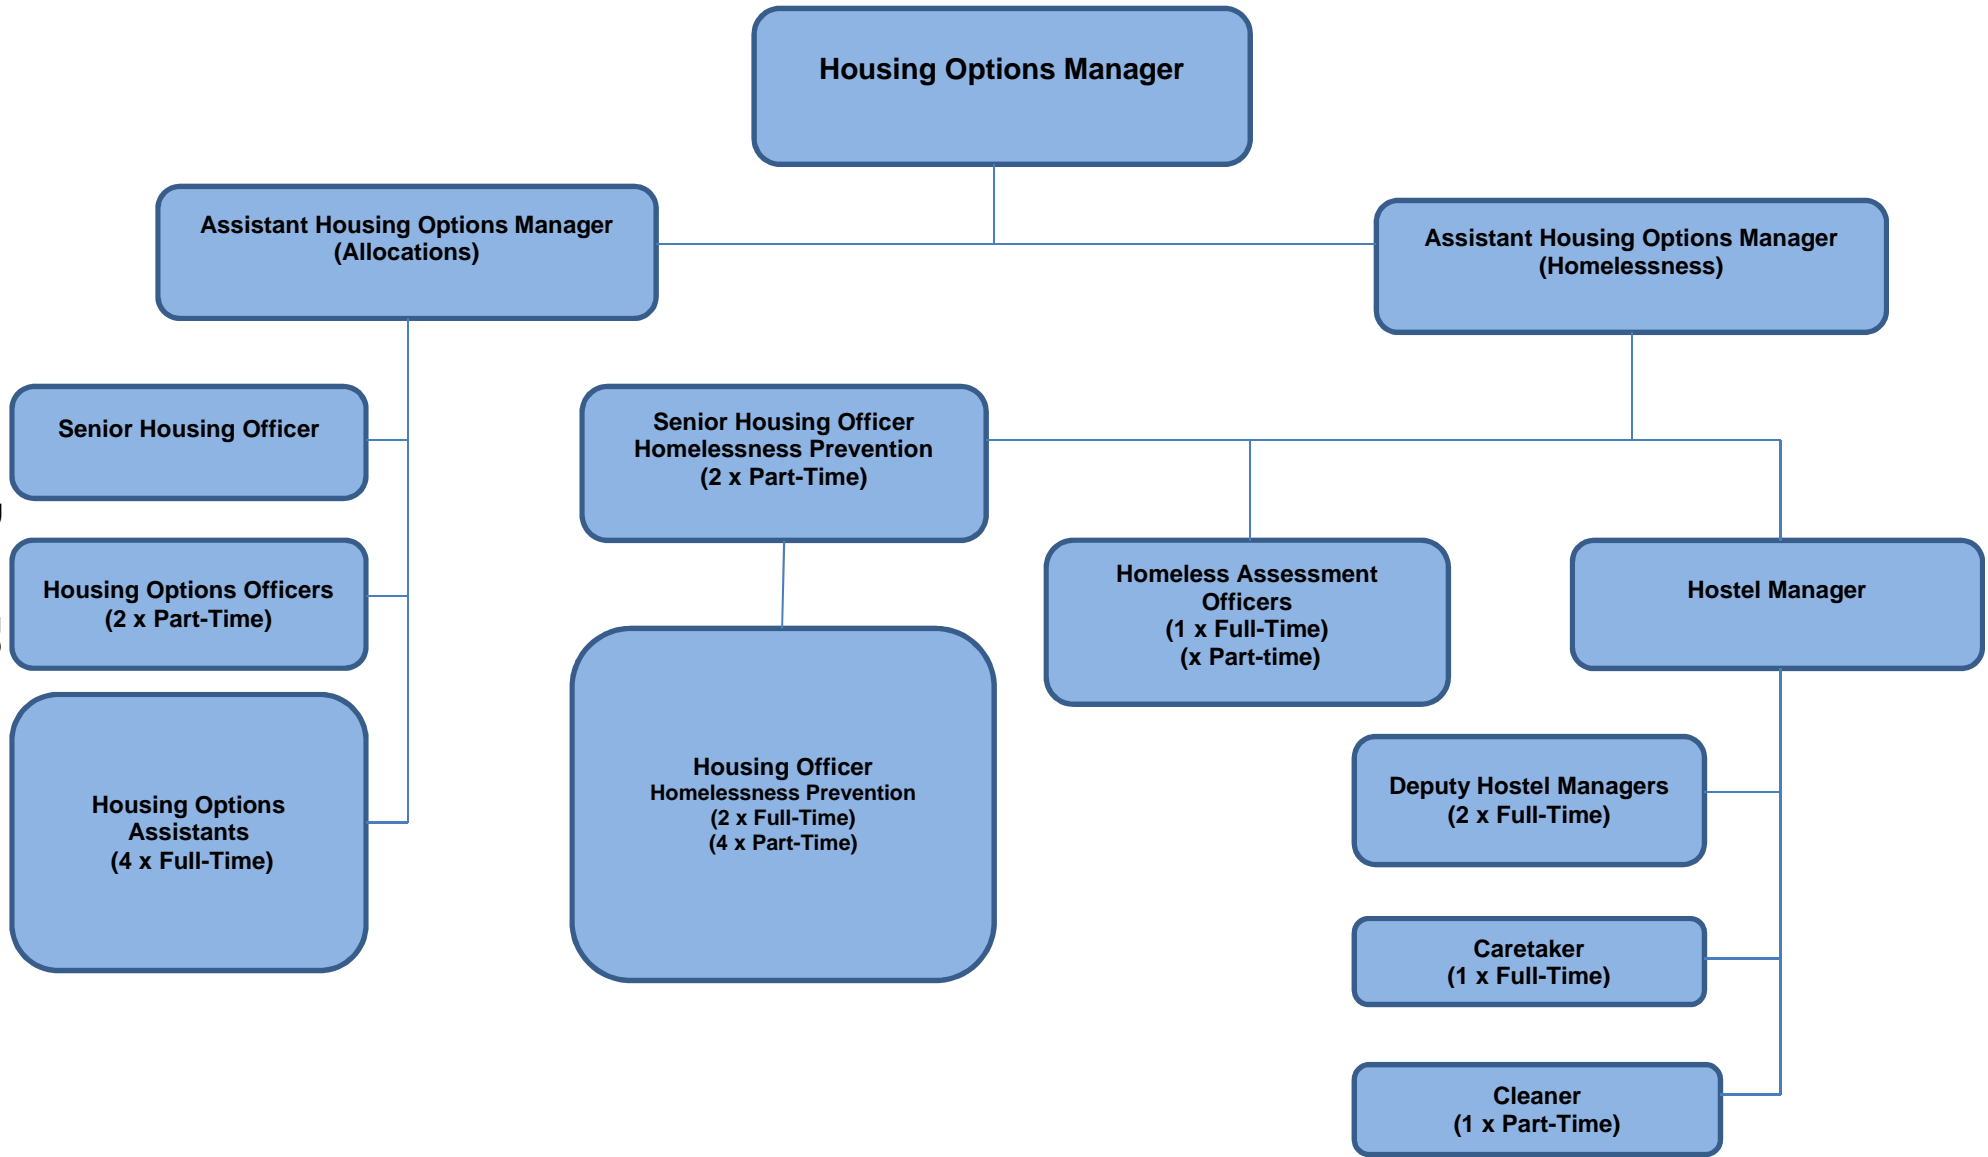 Housing Options Manager
Assistant Housing Options Manager
(Allocations)
Assistant Housing Options Manager
(Homelessness)
Senior Housing Officer
Senior Housing Officer
Homelessness Prevention
(2 x Part-Time)
Housing Options Officers
(2 x Part-Time)
Homeless Assessment
Officers
(1 x Full-Time)
(x Part-time)
Hostel Manager
Housing Options
Assistants
(4 x Full-Time)
Housing Officer
Homelessness Prevention
(2 x Full-Time)
(4 x Part-Time)
Deputy Hostel Managers
(2 x Full-Time)
Caretaker
(1 x Full-Time)
Cleaner
(1 x Part-Time)